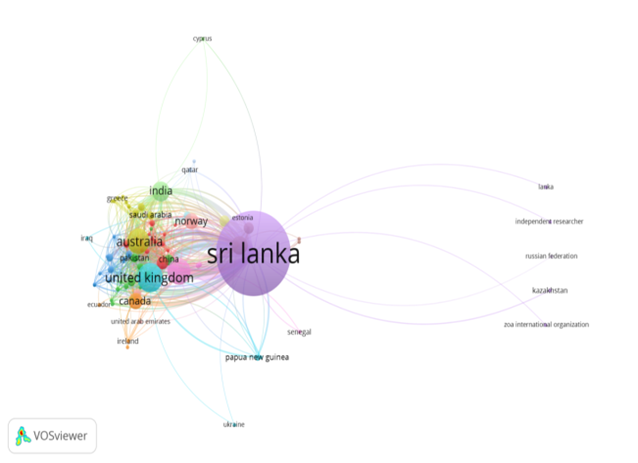 cyprus
qatar
lanka
india
greece
saudi arabia
estonia
norway
independent researcher
iraq
australia
sri lanka
pakistan
china
russian federation
united kingdom
kazakhstan
ecuador
canada
united arab emirates
zoa international organization
senegal
ireland
papua new guinea
ukraine
VOSviewer